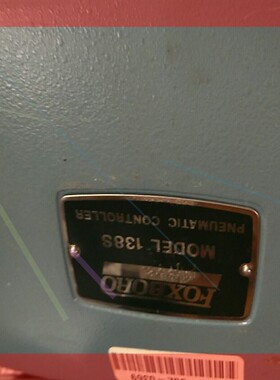 FOXBORO
MODEL 138S
PNEUMATIC CONTROLLER